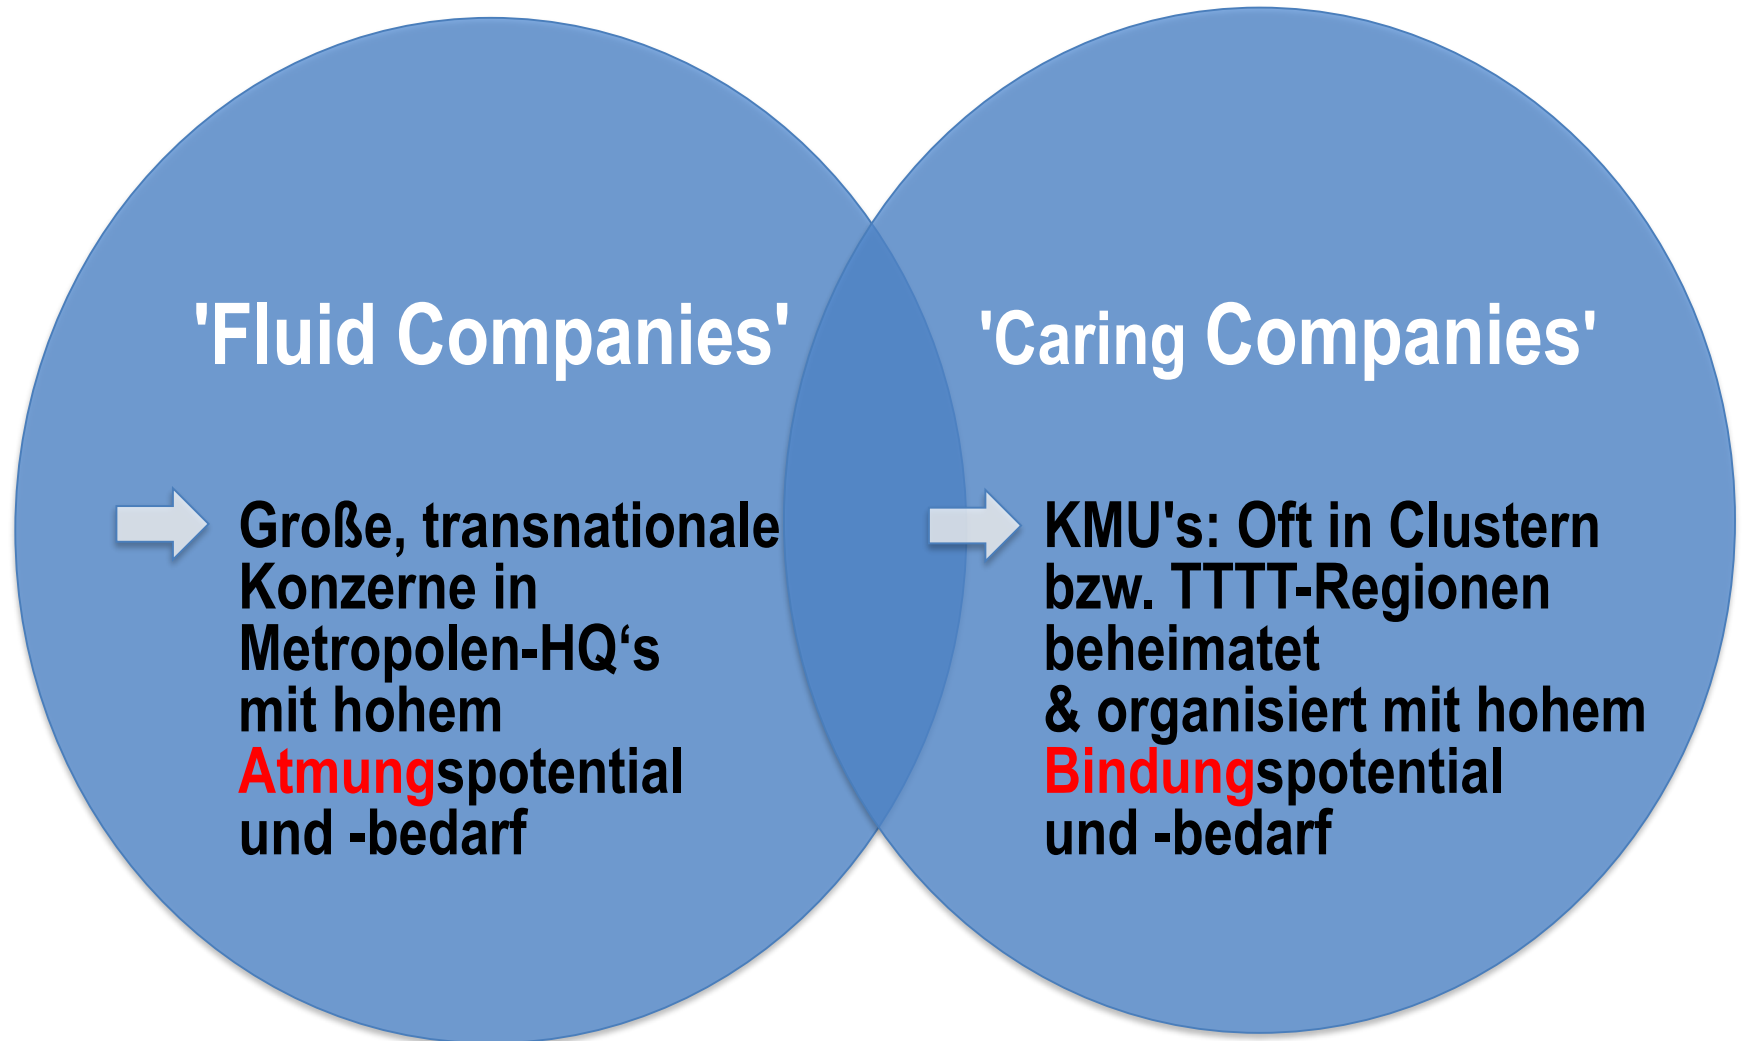 'Fluid Companies'
Große, transnationale
Konzerne in
Metropolen-HQ‘s
mit hohem
Atmungspotential
und -bedarf
'Caring Companies'
KMU's: Oft in Clustern
bzw. TTTT-Regionen
beheimatet
& organisiert mit hohem
Bindungspotential
und -bedarf